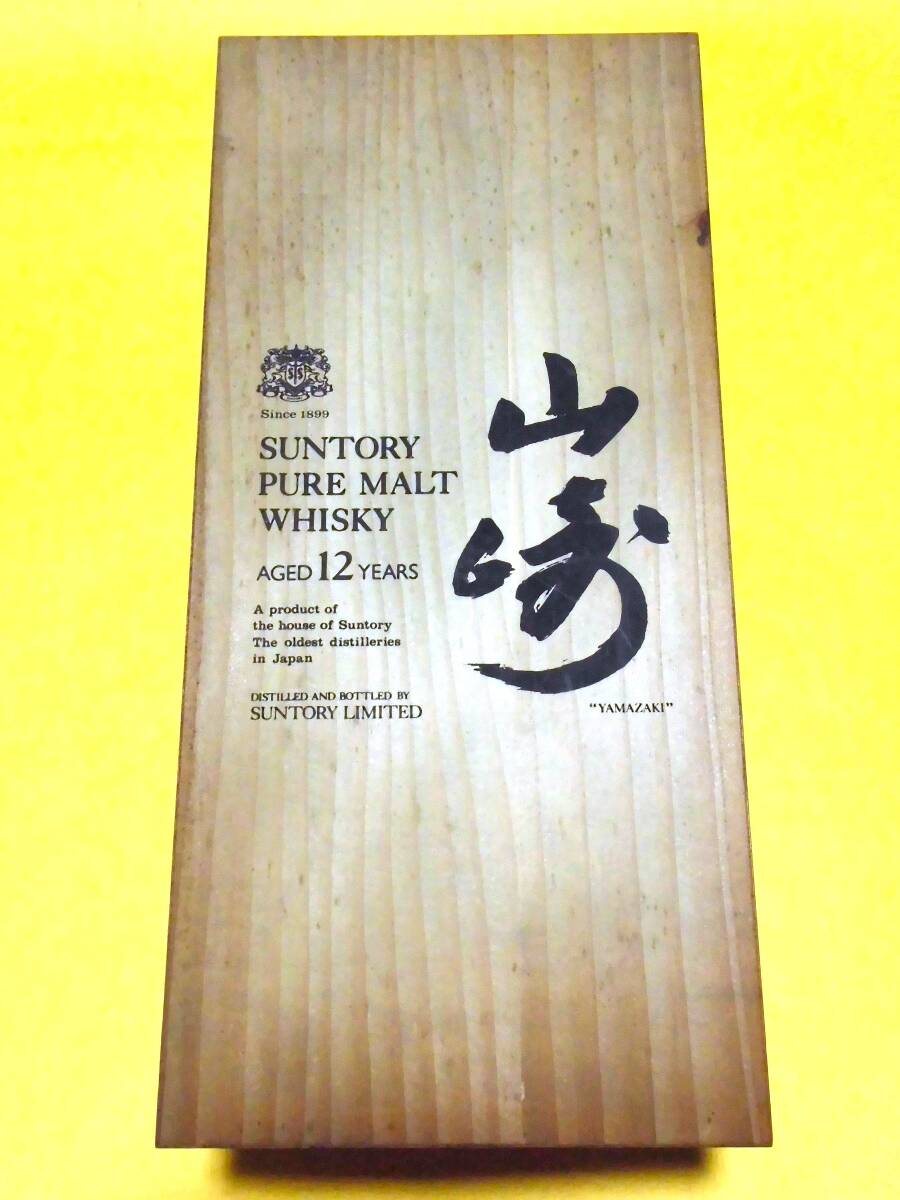 Since 1899
SUNTORY
PURE MALT
WHISKY
AGED 12 YEARS
A product of
the house of Suntory
The oldest distilleries
in Japan
DISTILLED AND BOTTLED BY
SUNTORY LIMITED
山崎
"YAMAZAKI"